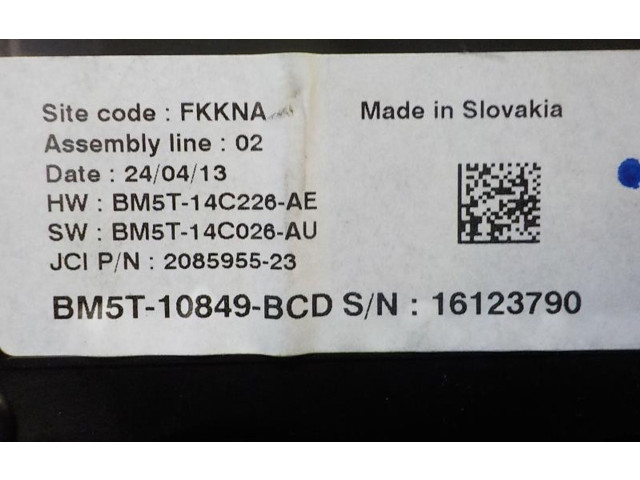 Site code : FKKNA
Made in Slovakia
Assembly line : 02
Date : 24/04/13
HW : BM5T-14C226-AE
SW : BM5T-14C026-AU
JCI P/N : 2085955-23
BM5T-10849-BCD S/N : 16123790